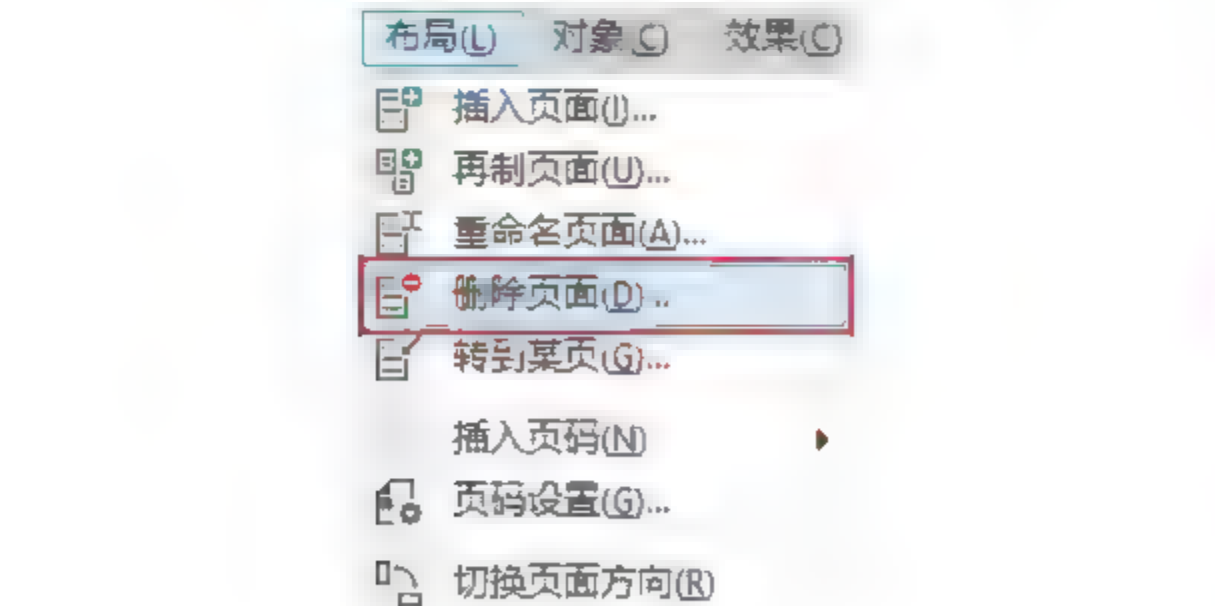 布局(L) 对象(C) 效果(C)
插入页面(I)...
再制页面(U)...
重命名页面(A)...
删除页面(D)...
转到某页(G)...
插入页码(N)
页码设置(G)...
切换页面方向(R)